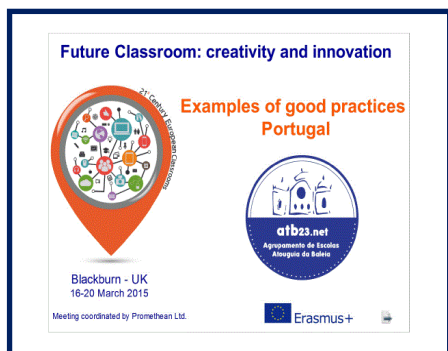 Future Classroom: creativity and innovation
21st Century European Classrooms
Examples of good practices
Portugal
atb23.net
Agrupamento de Escolas
Atouguia da Baleia
Blackburn - UK
16-20 March 2015
Meeting coordinated by Promethean Ltd.
Erasmus+